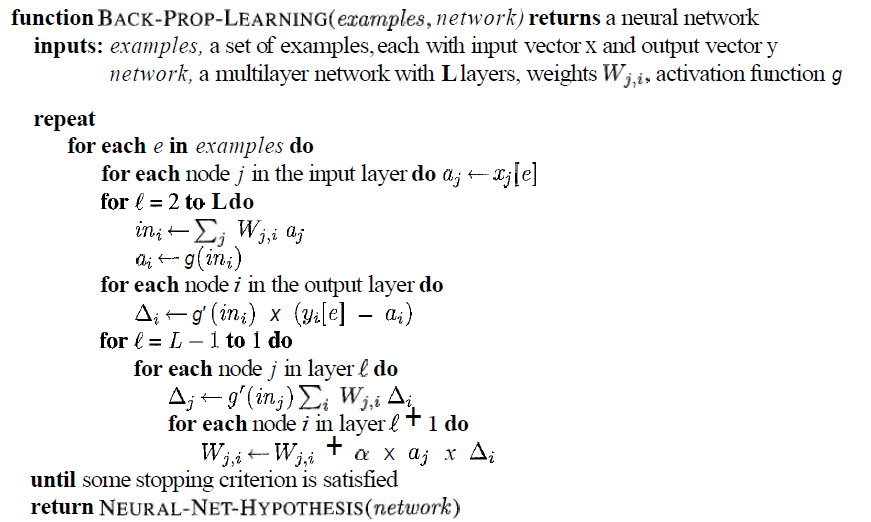 function BACK-PROP-LEARNING(examples, network) returns a neural network
inputs: examples, a set of examples, each with input vector x and output vector y
network, a multilayer network with L layers, weights W_{j,i}, activation function g
repeat
for each e in examples do
for each node j in the input layer do a_j ← x_j[e]
for ℓ = 2 to L do
in_i ← ∑_j W_{j,i} a_j
a_i ← g(in_i)
for each node i in the output layer do
Δ_i ← g'(in_i) x (y_i[e] − a_i)
for ℓ = L − 1 to 1 do
for each node j in layer ℓ do
Δ_j ← g'(in_j) ∑_i W_{j,i} Δ_i
for each node i in layer ℓ + 1 do
W_{j,i} ← W_{j,i} + α x a_j x Δ_i
until some stopping criterion is satisfied
return NEURAL-NET-HYPOTHESIS(network)